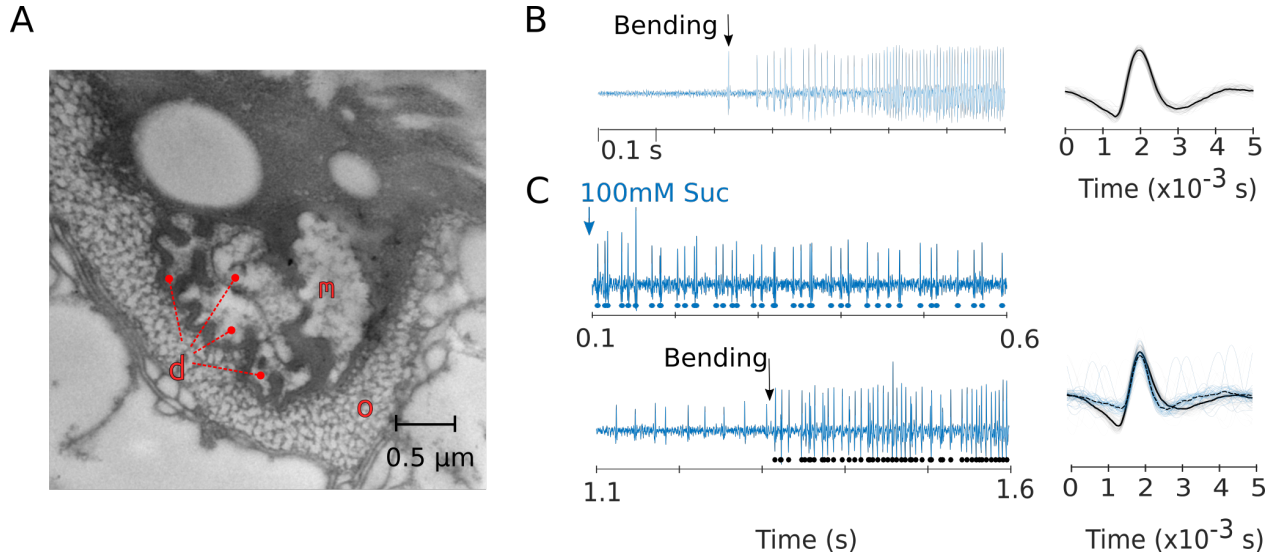 A
m
p
o
0.5 µm
B
Bending
0.1 s
0 1 2 3 4 5
Time (x10⁻³ s)
C
100mM Suc
0.1 0.6
Bending
1.1 1.6
Time (s)
0 1 2 3 4 5
Time (x10⁻³ s)